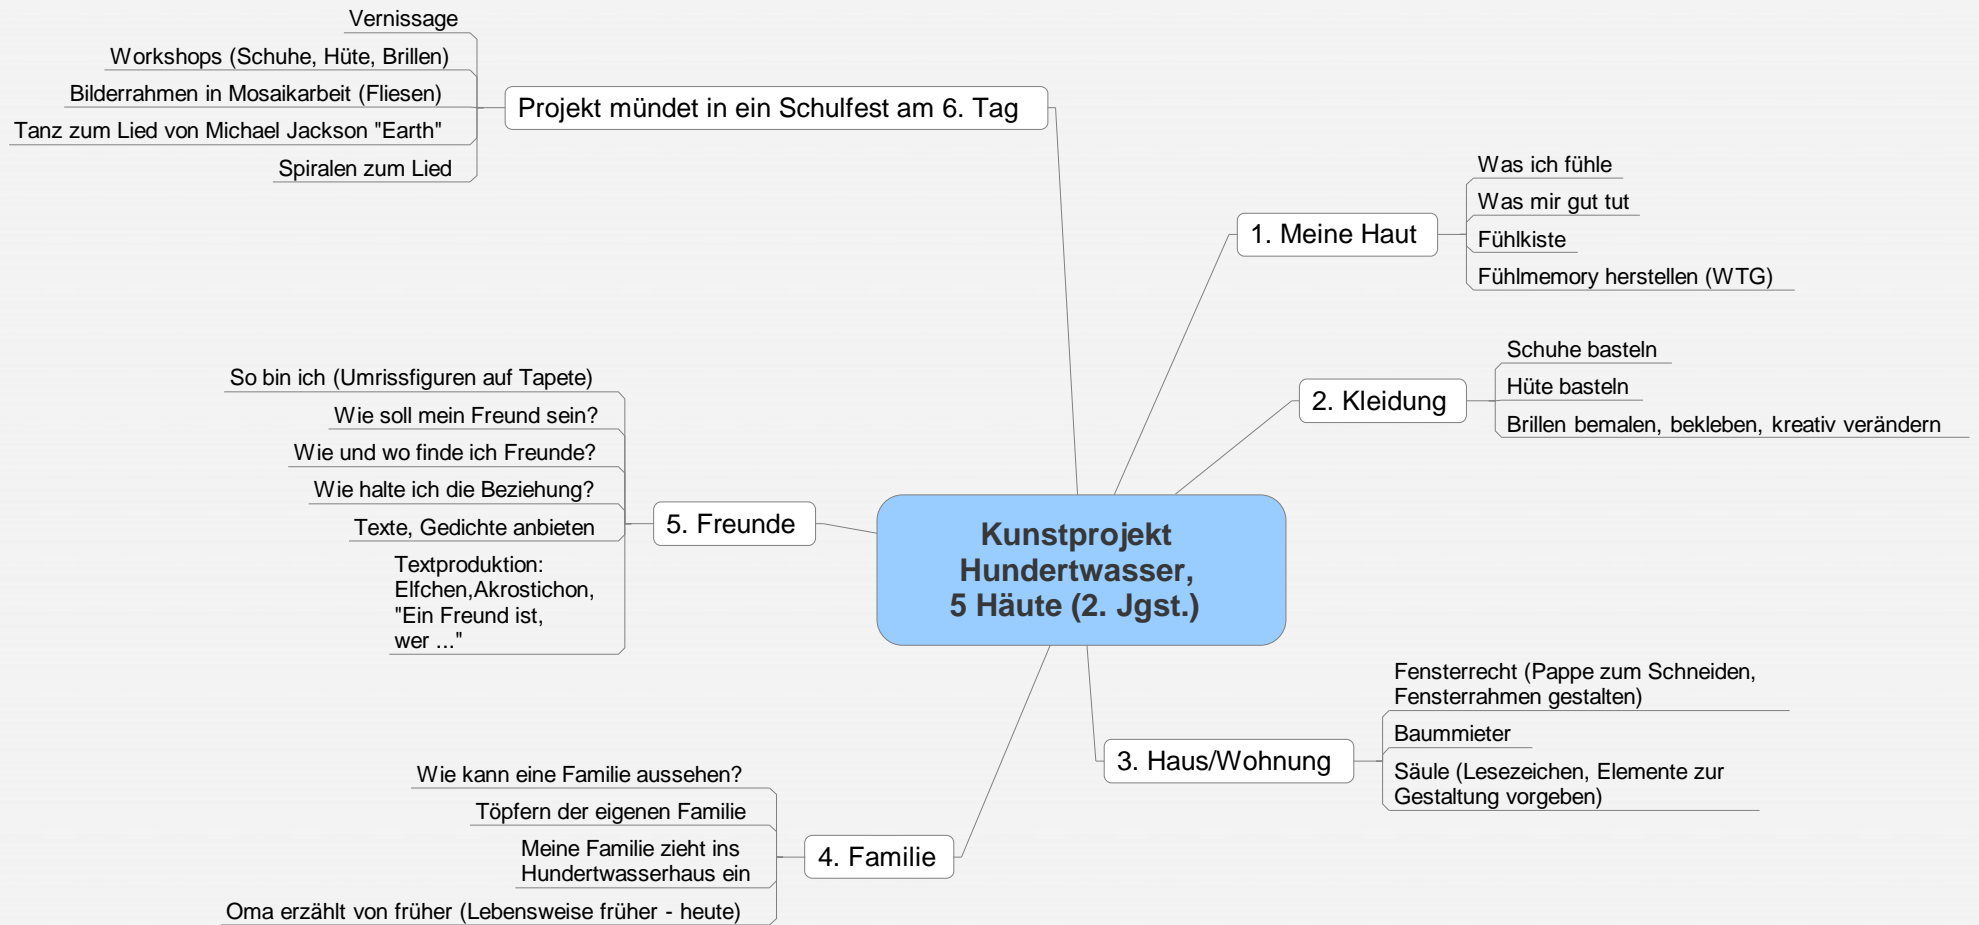 Kunstprojekt
Hundertwasser,
5 Häute (2. Jgst.)
1. Meine Haut
Was ich fühle
Was mir gut tut
Fühlkiste
Fühlmemory herstellen (WTG)
2. Kleidung
Schuhe basteln
Hüte basteln
Brillen bemalen, bekleben, kreativ verändern
3. Haus/Wohnung
Fensterrecht (Pappe zum Schneiden,
Fensterrahmen gestalten)
Baummieter
Säule (Lesezeichen, Elemente zur
Gestaltung vorgeben)
4. Familie
Wie kann eine Familie aussehen?
Töpfern der eigenen Familie
Meine Familie zieht ins
Hundertwasserhaus ein
Oma erzählt von früher (Lebensweise früher - heute)
5. Freunde
So bin ich (Umrissfiguren auf Tapete)
Wie soll mein Freund sein?
Wie und wo finde ich Freunde?
Wie halte ich die Beziehung?
Texte, Gedichte anbieten
Textproduktion:
Elfchen,Akrostichon,
"Ein Freund ist,
wer ..."
Projekt mündet in ein Schulfest am 6. Tag
Vernissage
Workshops (Schuhe, Hüte, Brillen)
Bilderrahmen in Mosaikarbeit (Fliesen)
Tanz zum Lied von Michael Jackson "Earth"
Spiralen zum Lied